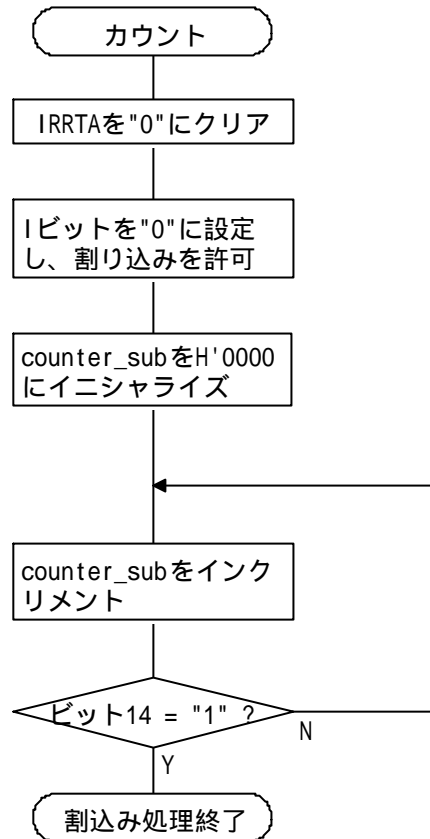 カウント
IRRTAを"0"にクリア
Iビットを"0"に設定
し、割り込みを許可
counter_subをH'0000
にイニシャライズ
counter_subをインク
リメント
ビット14 = "1" ?
N
Y
割込み処理終了